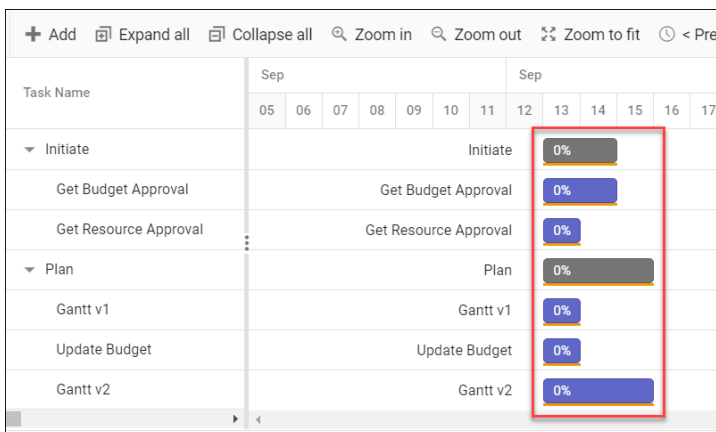 Add Expand all Collapse all Zoom in Zoom out Zoom to fit < Pre
Task Name Sep Sep
05 06 07 08 09 10 11 12 13 14 15 16 17
Initiate Initiate 0%
Get Budget Approval Get Budget Approval 0%
Get Resource Approval Get Resource Approval 0%
Plan Plan 0%
Gantt v1 Gantt v1 0%
Update Budget Update Budget 0%
Gantt v2 Gantt v2 0%